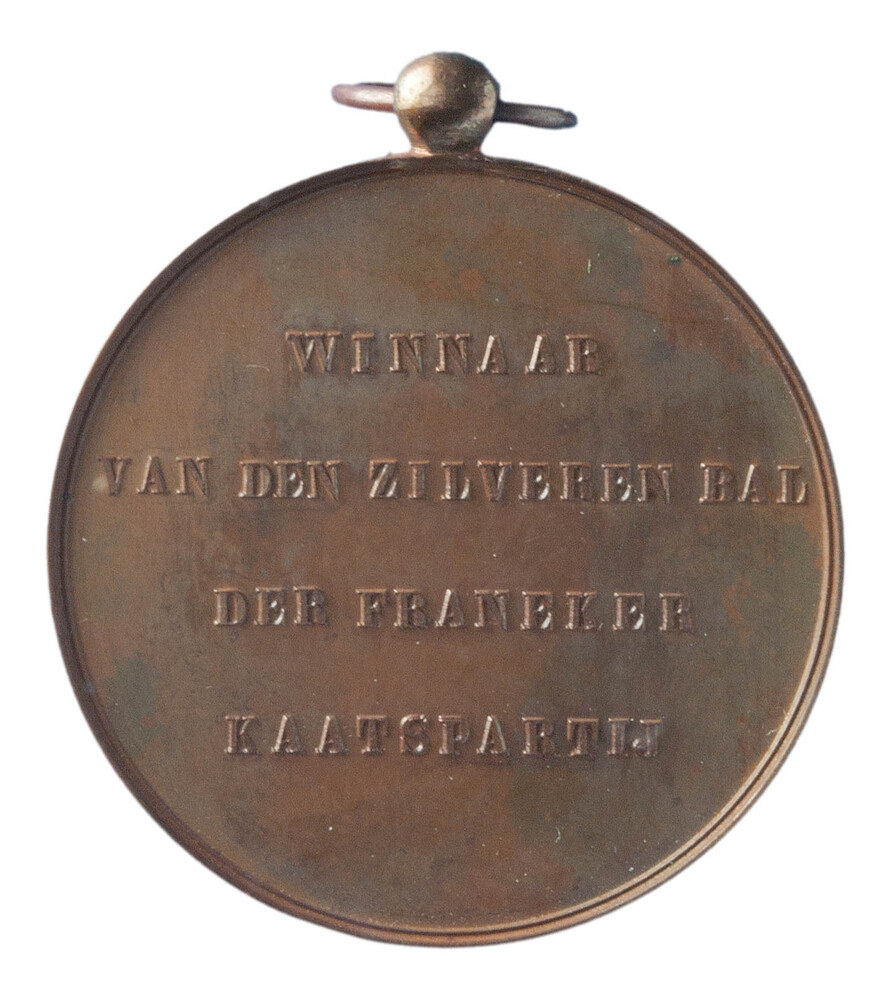 WINNAAR
VAN DEN ZILVEREN BAL
DER FRANEKER
KAATSPARTIJ